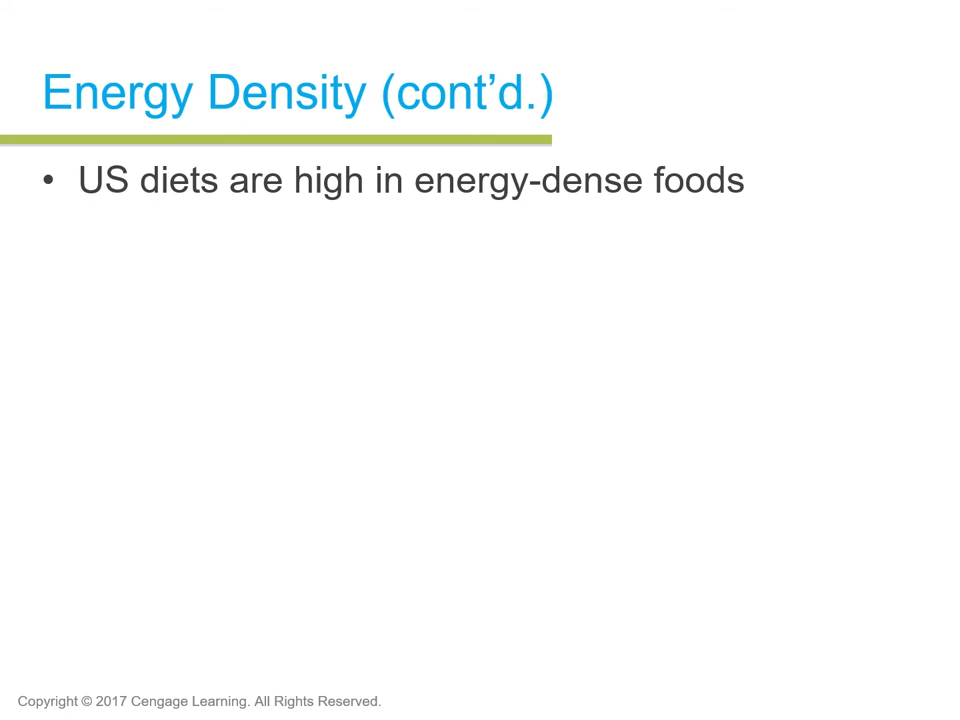 Energy Density (cont’d.)
• US diets are high in energy-dense foods
Copyright © 2017 Cengage Learning. All Rights Reserved.